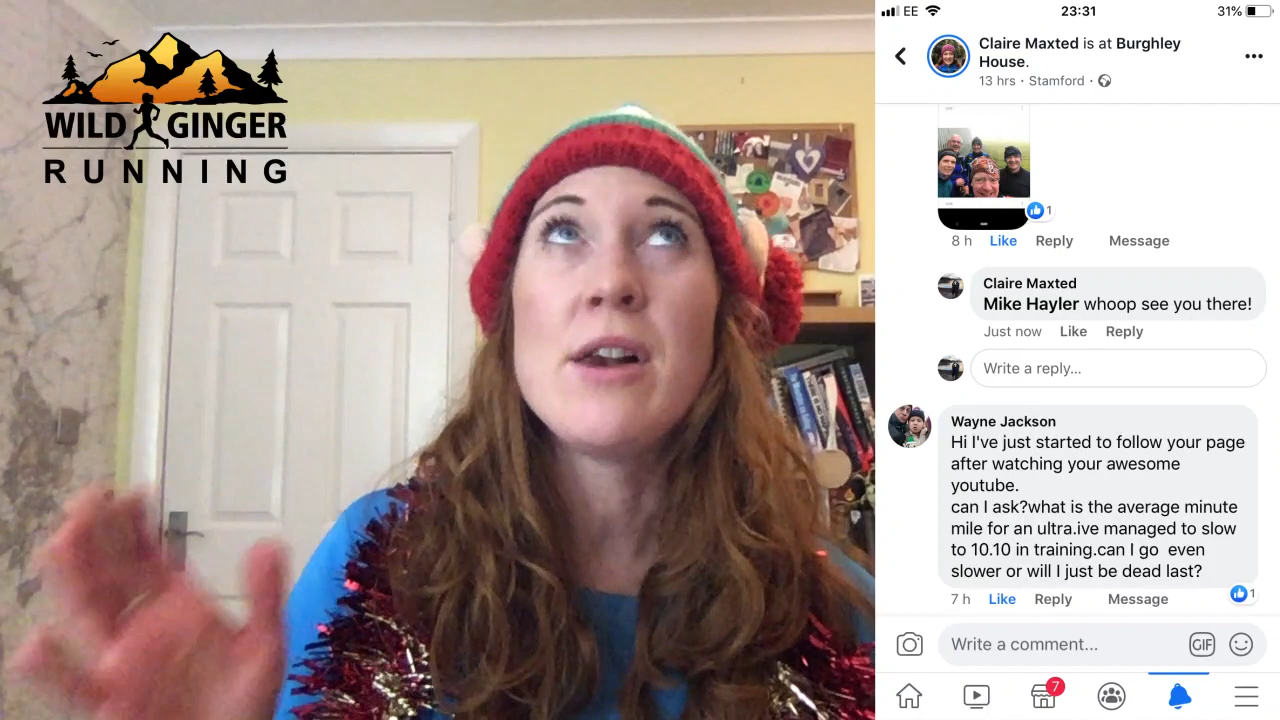 WILD GINGER
RUNNING
EE
23:31
31%
Claire Maxted is at Burghley
House.
13 hrs · Stamford ·
1
8 h Like Reply Message
Claire Maxted
Mike Hayler whoop see you there!
Just now Like Reply
Write a reply...
Wayne Jackson
Hi I've just started to follow your page
after watching your awesome
youtube.
can I ask?what is the average minute
mile for an ultra.ive managed to slow
to 10.10 in training.can I go even
slower or will I just be dead last?
7 h Like Reply Message
1
Write a comment...
GIF
7